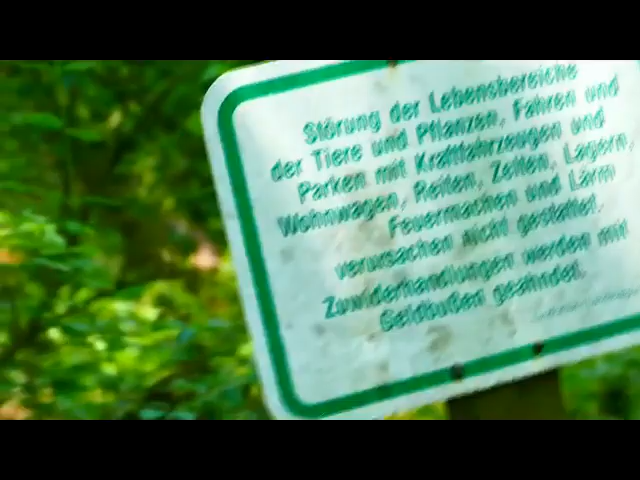 Störung der Lebensbereiche
der Tiere und Pflanzen, Fahren und
Parken mit Kraftfahrzeugen und
Wohnwagen, Reiten, Zelten, Lagern,
Feuermachen und Lärm
verursachen nicht gestattet.
Zuwiderhandlungen werden mit
Geldbußen geahndet.